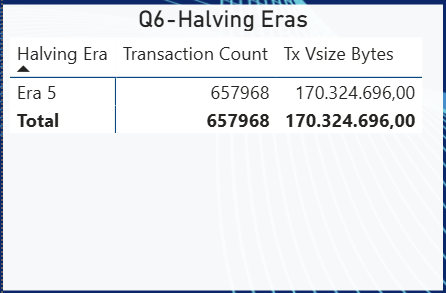 Q6-Halving Eras
Halving Era Transaction Count Tx Vsize Bytes
Era 5 657968 170.324.696,00
Total 657968 170.324.696,00